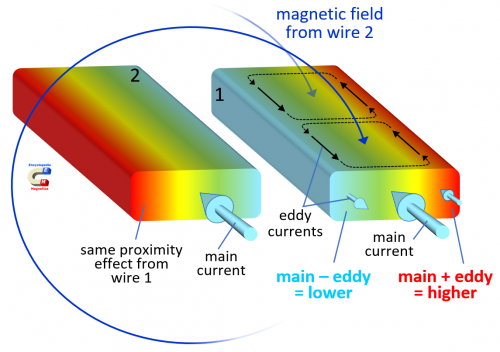 magnetic field
from wire 2
2
1
Encyclopedia
Magnetica
eddy
currents
same proximity
effect from
wire 1
main
current
main
current
main – eddy
= lower
main + eddy
= higher